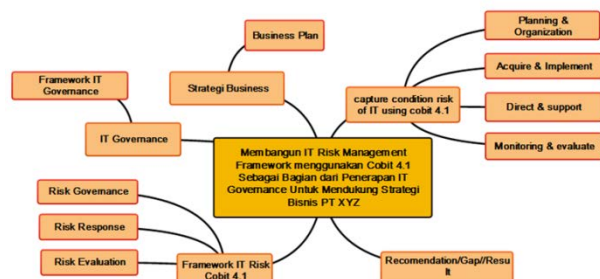 Business Plan
Strategi Business
Framework IT
Governance
IT Governance
Planning &
Organization
Acquire & Implement
capture condition risk
of IT using cobit 4.1
Direct & support
Monitoring & evaluate
Membangun IT Risk Management
Framework menggunakan Cobit 4.1
Sebagai Bagian dari Penerapan IT
Governance Untuk Mendukung Strategi
Bisnis PT XYZ
Risk Governance
Risk Response
Risk Evaluation
Framework IT Risk
Cobit 4.1
Recomendation/Gap//Resu
lt